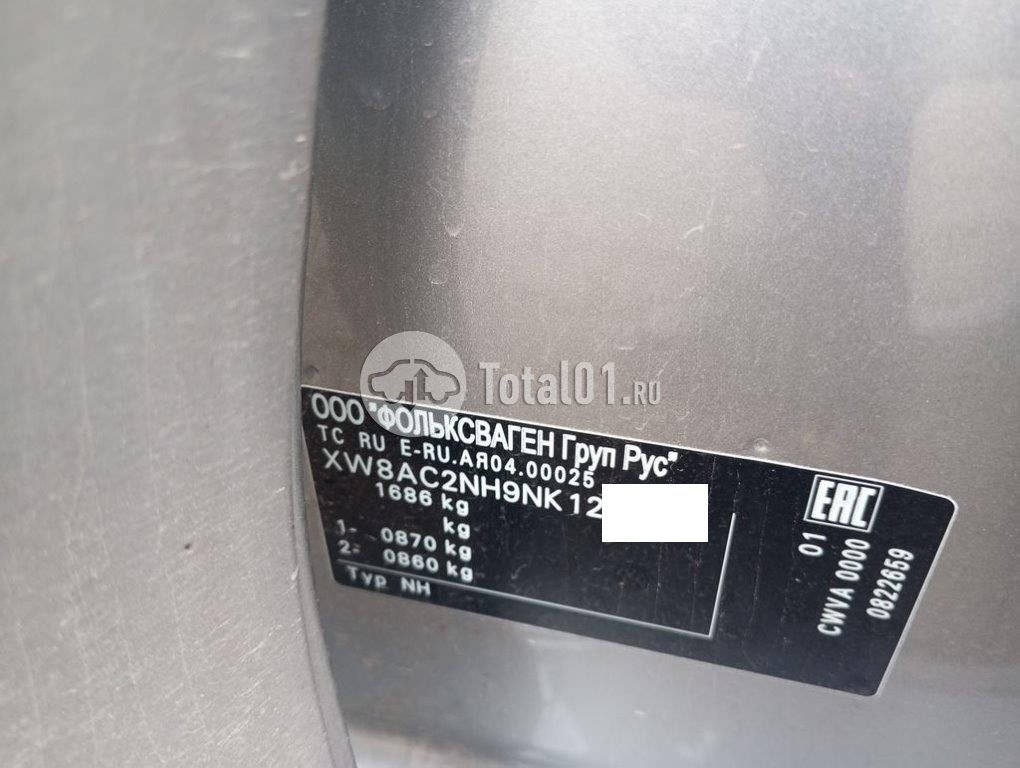 Total01.RU
ООО "ФОЛЬКСВАГЕН Груп Рус"
TC RU E-RU.АЯ04.00025
XW8AC2NH9NK12
1686 kg
kg
1- 0870 kg
2- 0860 kg
Typ NH
EAC
01
CWVA 0000
0822659